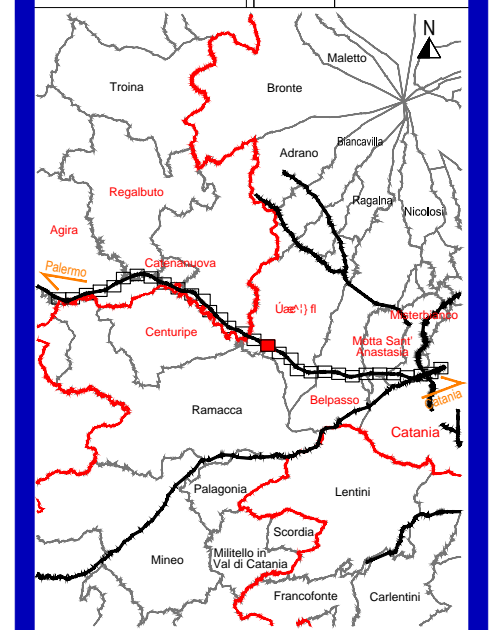 N
Maletto
Troina
Bronte
Biancavilla
Adrano
Regalbuto
Ragalna
Nicolosi
Agira
Palermo
Catenanuova
Misterbianco
Centuripe
Motta Sant'
Anastasia
Belpasso
Catania
Ramacca
Catania
Palagonia
Lentini
Scordia
Mineo
Militello in
Val di Catania
Francofonte
Carlentini